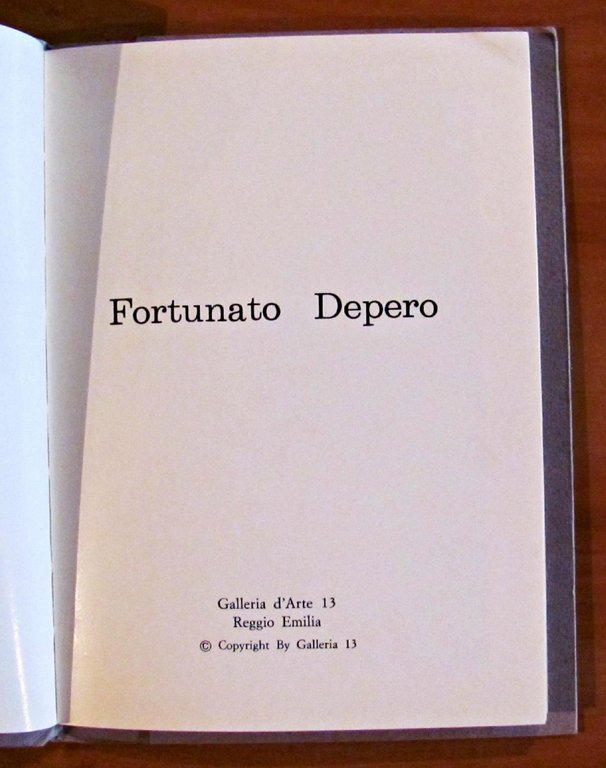 Fortunato Depero
Galleria d'Arte 13
Reggio Emilia
© Copyright By Galleria 13